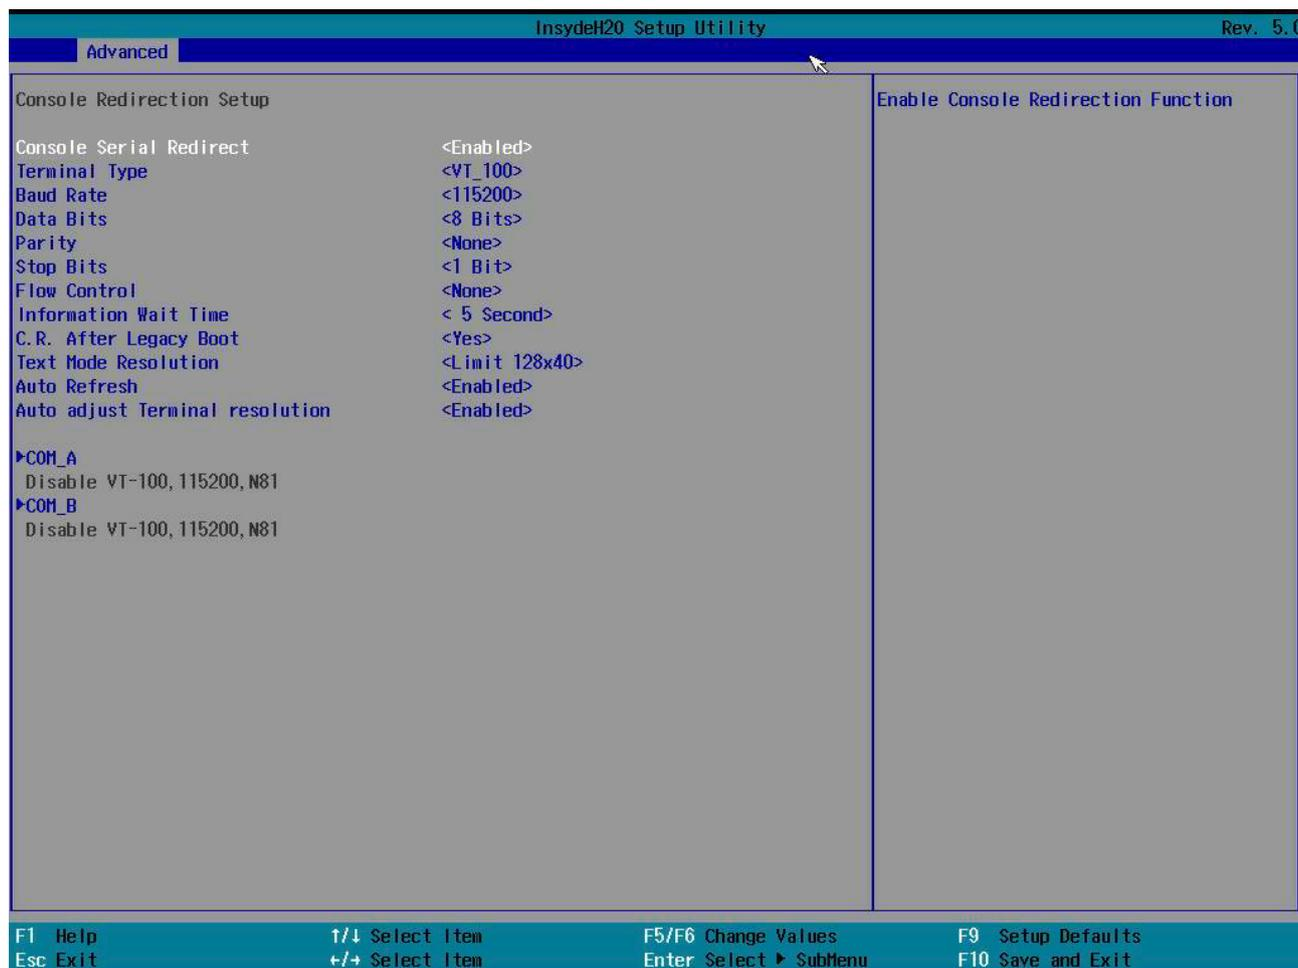 InsydeH20 Setup Utility Rev. 5.0
Advanced
Console Redirection Setup
Enable Console Redirection Function
Console Serial Redirect <Enabled>
Terminal Type <VT_100>
Baud Rate <115200>
Data Bits <8 Bits>
Parity <None>
Stop Bits <1 Bit>
Flow Control <None>
Information Wait Time < 5 Second>
C.R. After Legacy Boot <Yes>
Text Mode Resolution <Limit 128x40>
Auto Refresh <Enabled>
Auto adjust Terminal resolution <Enabled>
▶COM_A
Disable VT-100,115200,N81
▶COM_B
Disable VT-100,115200,N81
F1 Help ↑/↓ Select Item F5/F6 Change Values F9 Setup Defaults
Esc Exit ←/→ Select Item Enter Select ▶ SubMenu F10 Save and Exit